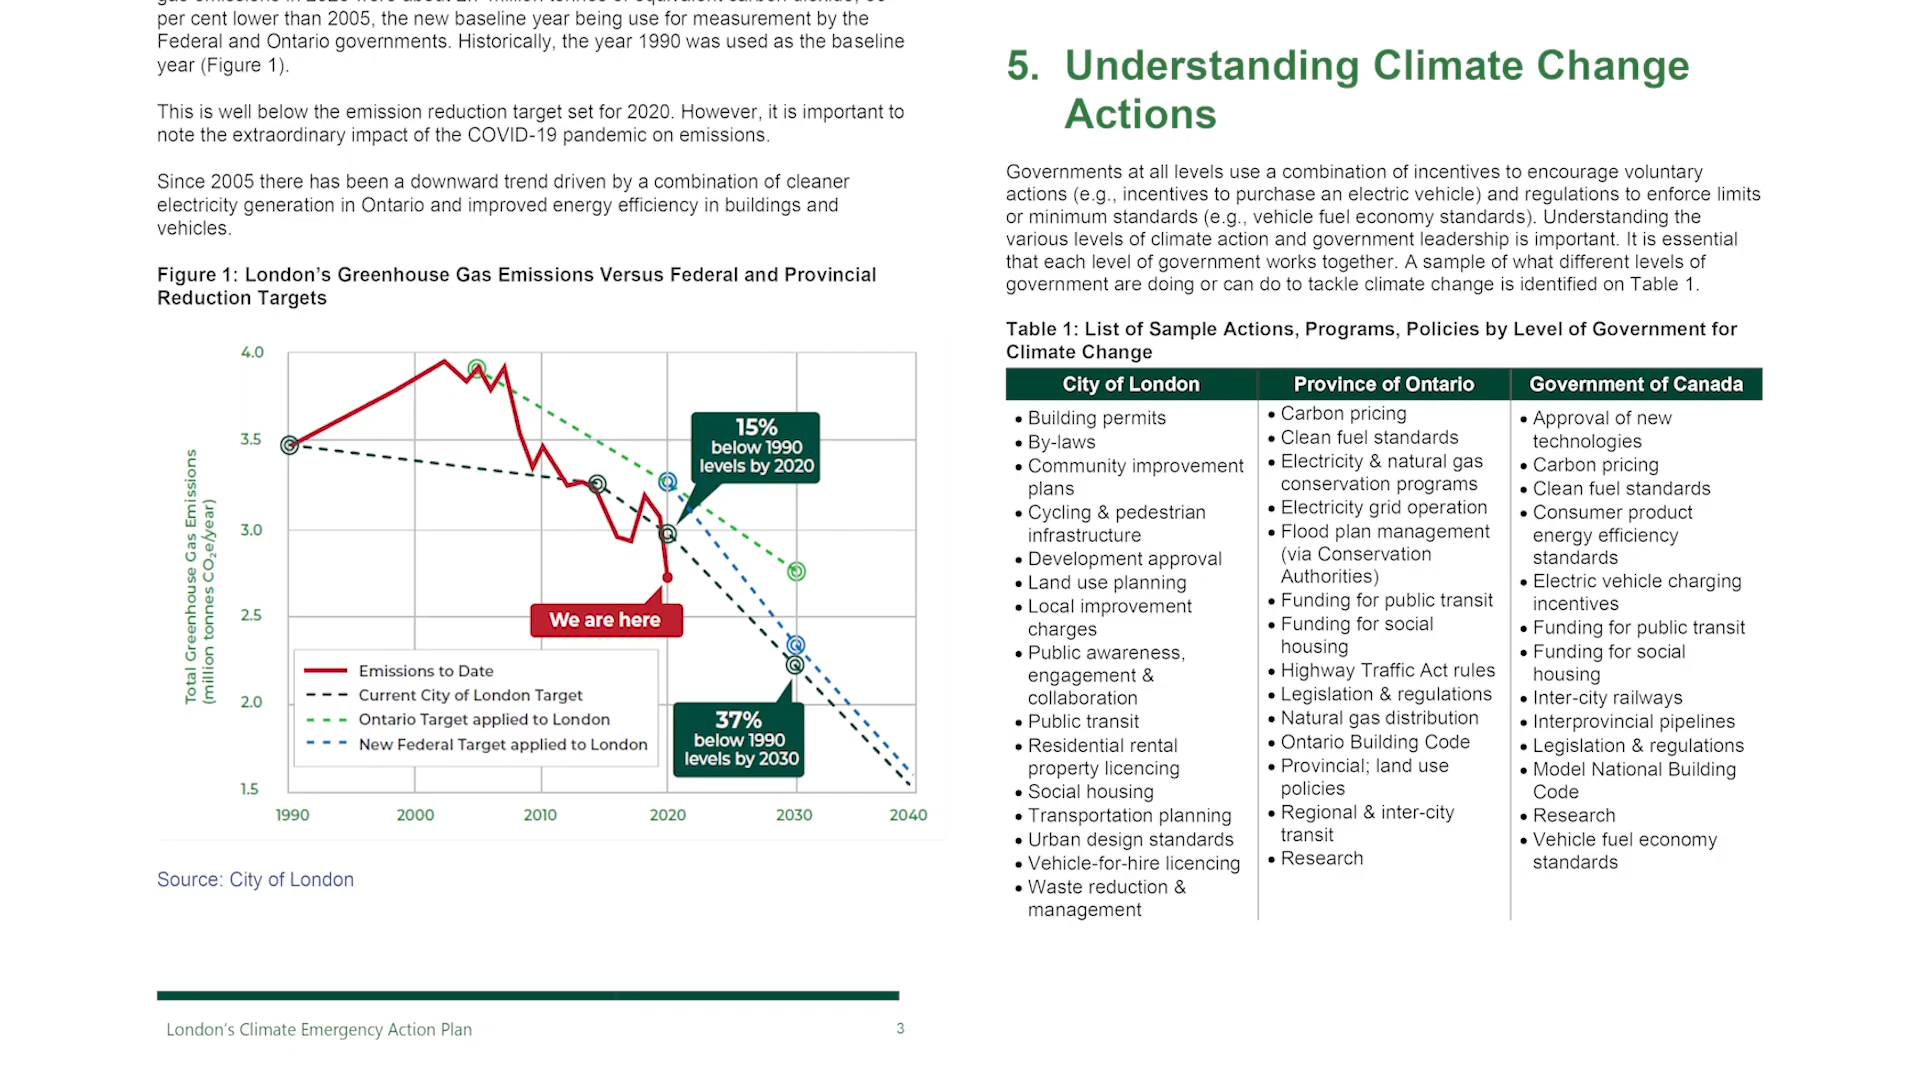 per cent lower than 2005, the new baseline year being use for measurement by the
Federal and Ontario governments. Historically, the year 1990 was used as the baseline
year (Figure 1).
This is well below the emission reduction target set for 2020. However, it is important to
note the extraordinary impact of the COVID-19 pandemic on emissions.
Since 2005 there has been a downward trend driven by a combination of cleaner
electricity generation in Ontario and improved energy efficiency in buildings and
vehicles.
Figure 1: London's Greenhouse Gas Emissions Versus Federal and Provincial
Reduction Targets
Total Greenhouse Gas Emissions
(million tonnes CO₂e/year)
4.0
3.5
3.0
2.5
2.0
1.5
15%
below 1990
levels by 2020
We are here
37%
below 1990
levels by 2030
Emissions to Date
Current City of London Target
Ontario Target applied to London
New Federal Target applied to London
1990 2000 2010 2020 2030 2040
Source: City of London
London's Climate Emergency Action Plan 3
5. Understanding Climate Change
Actions
Governments at all levels use a combination of incentives to encourage voluntary
actions (e.g., incentives to purchase an electric vehicle) and regulations to enforce limits
or minimum standards (e.g., vehicle fuel economy standards). Understanding the
various levels of climate action and government leadership is important. It is essential
that each level of government works together. A sample of what different levels of
government are doing or can do to tackle climate change is identified on Table 1.
Table 1: List of Sample Actions, Programs, Policies by Level of Government for
Climate Change
City of London
• Building permits
• By-laws
• Community improvement
plans
• Cycling & pedestrian
infrastructure
• Development approval
• Land use planning
• Local improvement
charges
• Public awareness,
engagement &
collaboration
• Public transit
• Residential rental
property licencing
• Social housing
• Transportation planning
• Urban design standards
• Vehicle-for-hire licencing
• Waste reduction &
management
Province of Ontario
• Carbon pricing
• Clean fuel standards
• Electricity & natural gas
conservation programs
• Electricity grid operation
• Flood plan management
(via Conservation
Authorities)
• Funding for public transit
• Funding for social
housing
• Highway Traffic Act rules
• Legislation & regulations
• Natural gas distribution
• Ontario Building Code
• Provincial; land use
policies
• Regional & inter-city
transit
• Research
Government of Canada
• Approval of new
technologies
• Carbon pricing
• Clean fuel standards
• Consumer product
energy efficiency
standards
• Electric vehicle charging
incentives
• Funding for public transit
• Funding for social
housing
• Inter-city railways
• Interprovincial pipelines
• Legislation & regulations
• Model National Building
Code
• Research
• Vehicle fuel economy
standards